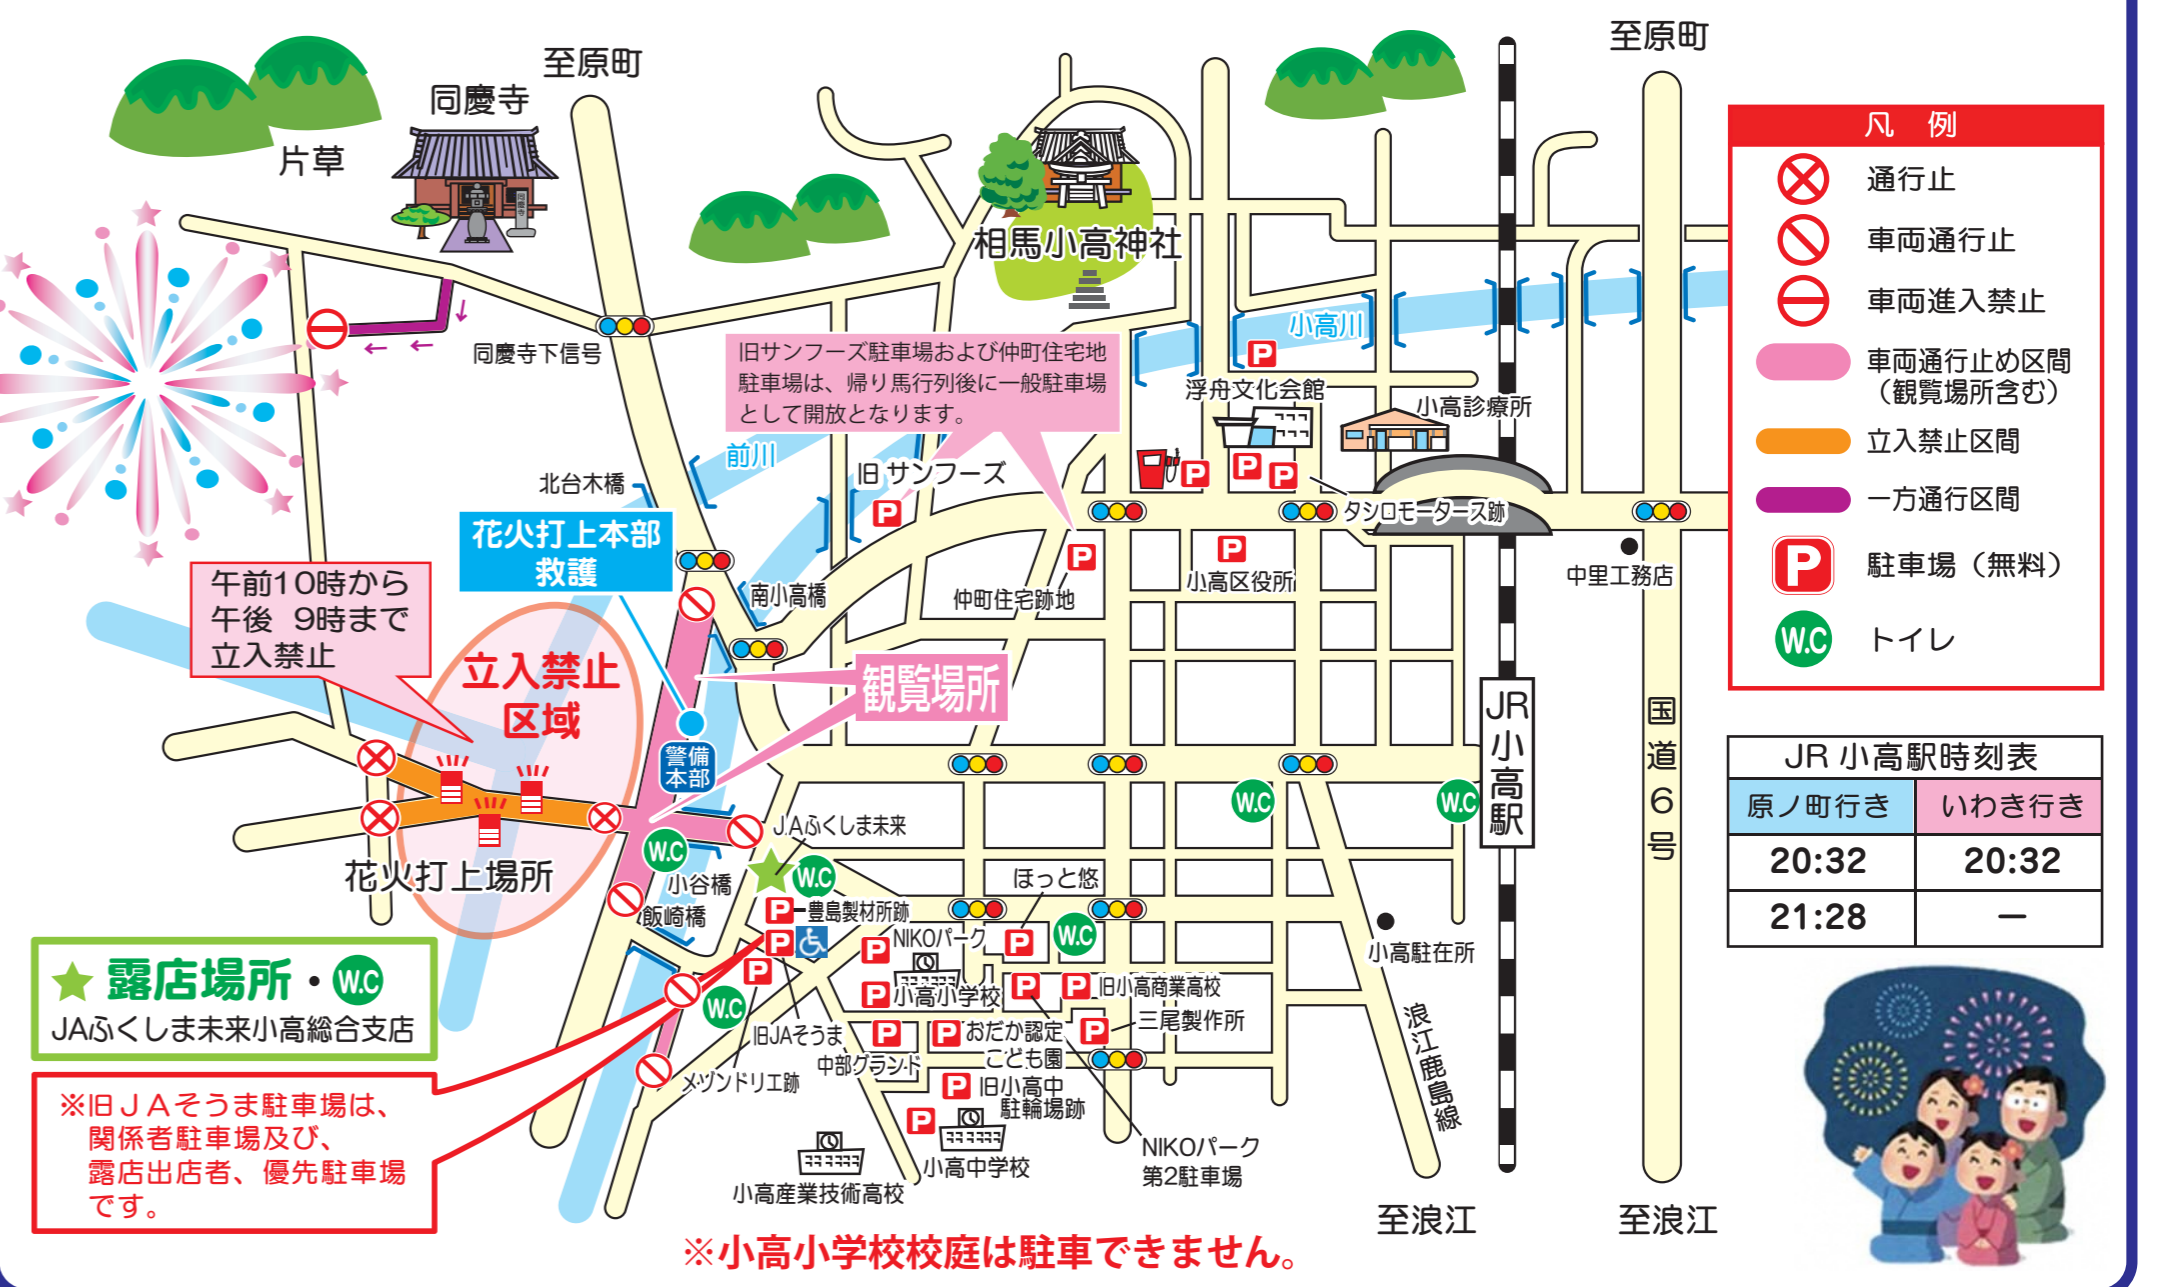 至原町
至原町
同慶寺
同慶寺
片草
凡 例
通行止
車両通行止
車両進入禁止
車両通行止め区間
（観覧場所含む）
立入禁止区間
一方通行区間
P
駐車場（無料）
W.C
トイレ
相馬小高神社
同慶寺下信号
旧サンフーズ駐車場および仲町住宅地
駐車場は、帰り馬行列後に一般駐車場
として開放となります。
小高川
P
浮舟文化会館
小高診療所
前川
旧サンフーズ
P
北台木橋
P
P
P
タシロモータース跡
花火打上本部
救護
P
仲町住宅跡地
P
小高区役所
中里工務店
午前10時から
午後 9時まで
立入禁止
南小高橋
立入禁止
区域
観覧場所
警備
本部
JR小高駅
国道6号
JR 小高駅時刻表
原ノ町行き
いわき行き
20:32
20:32
21:28
ー
W.C
W.C
花火打上場所
JAふくしま未来
W.C
W.C
小谷橋
飯崎橋
P
豊島製材所跡
P
P
P
NIKOパーク
ほっと悠
P
W.C
小高駐在所
★ 露店場所・W.C
JAふくしま未来小高総合支店
W.C
P
小高小学校
P
P
旧小高商業高校
旧JAそうま
P
中部グランド
P
おだか認定
こども園
P
三尾製作所
浪江鹿島線
メゾンドリエ跡
P
旧小高中
駐輪場跡
P
※旧ＪＡそうま駐車場は、
関係者駐車場及び、
露店出店者、優先駐車場
です。
小高産業技術高校
小高中学校
NIKOパーク
第2駐車場
至浪江
至浪江
※小高小学校校庭は駐車できません。